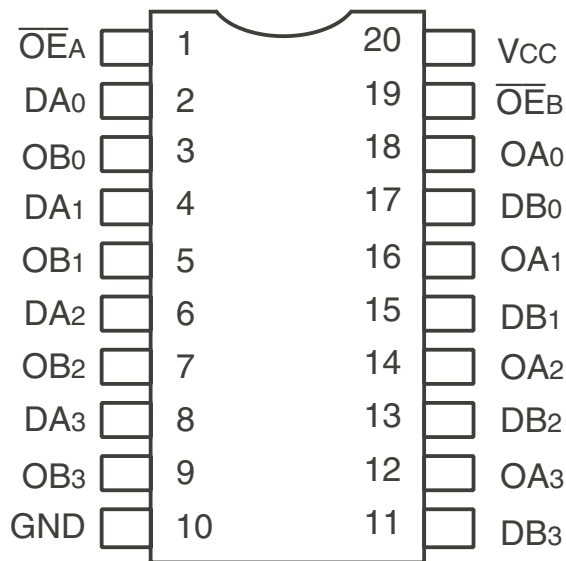 O̅E̅A 1 20 VCC
DA0 2 19 O̅E̅B
OB0 3 18 OA0
DA1 4 17 DB0
OB1 5 16 OA1
DA2 6 15 DB1
OB2 7 14 OA2
DA3 8 13 DB2
OB3 9 12 OA3
GND 10 11 DB3